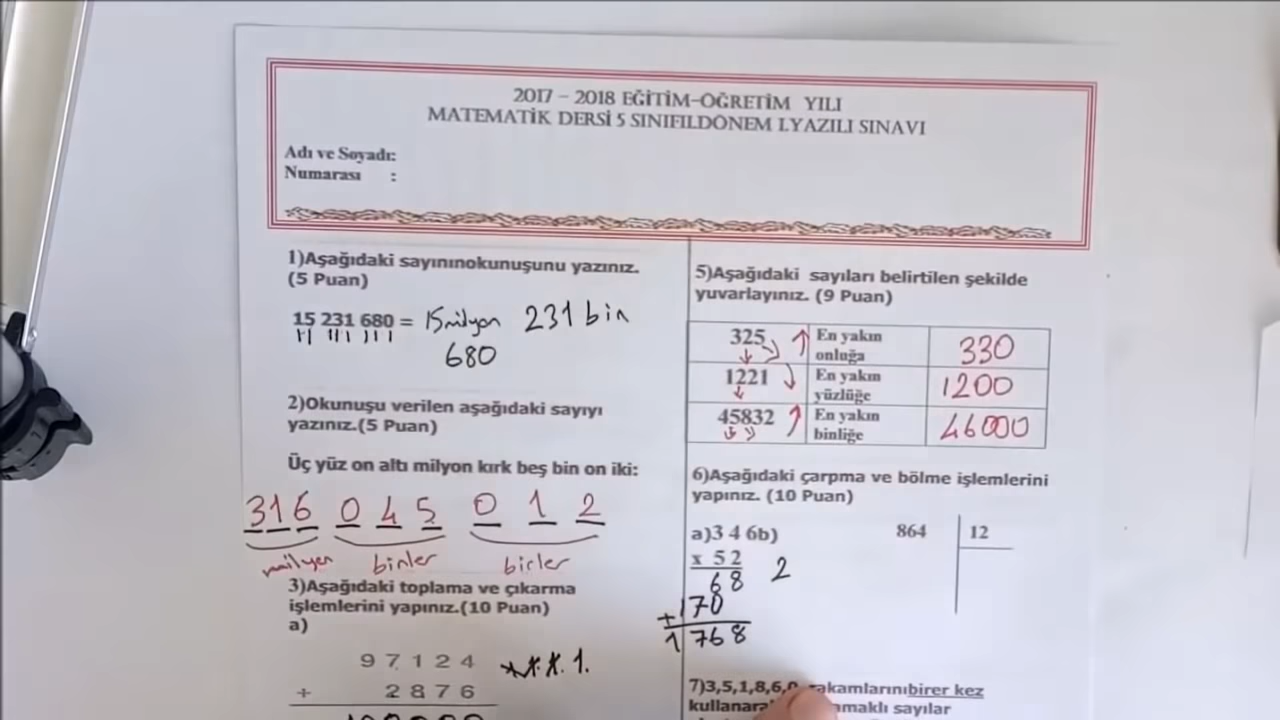 2017 – 2018 EĞİTİM-ÖĞRETİM YILI
MATEMATİK DERSİ 5 SINIFII.DÖNEM I.YAZILI SINAVI
Adı ve Soyadı:
Numarası :
1)Aşağıdaki sayınınokunuşunu yazınız.
(5 Puan)
15 231 680 = 15milyon 231 bin
680
2)Okunuşu verilen aşağıdaki sayıyı
yazınız.(5 Puan)
Üç yüz on altı milyon kırk beş bin on iki:
316 045 012
milyon binler birler
3)Aşağıdaki toplama ve çıkarma
işlemlerini yapınız.(10 Puan)
a)
97124
+ 2876
5)Aşağıdaki sayıları belirtilen şekilde
yuvarlayınız. (9 Puan)
325 En yakın onluğa 330
1221 En yakın yüzlüğe 1200
45832 En yakın binliğe 46000
6)Aşağıdaki çarpma ve bölme işlemlerini
yapınız. (10 Puan)
a)3 4 6b) 864 12
x 52
68 2
+170
1768
7)3,5,1,8,6,0 rakamlarınıbirer kez
sayılar